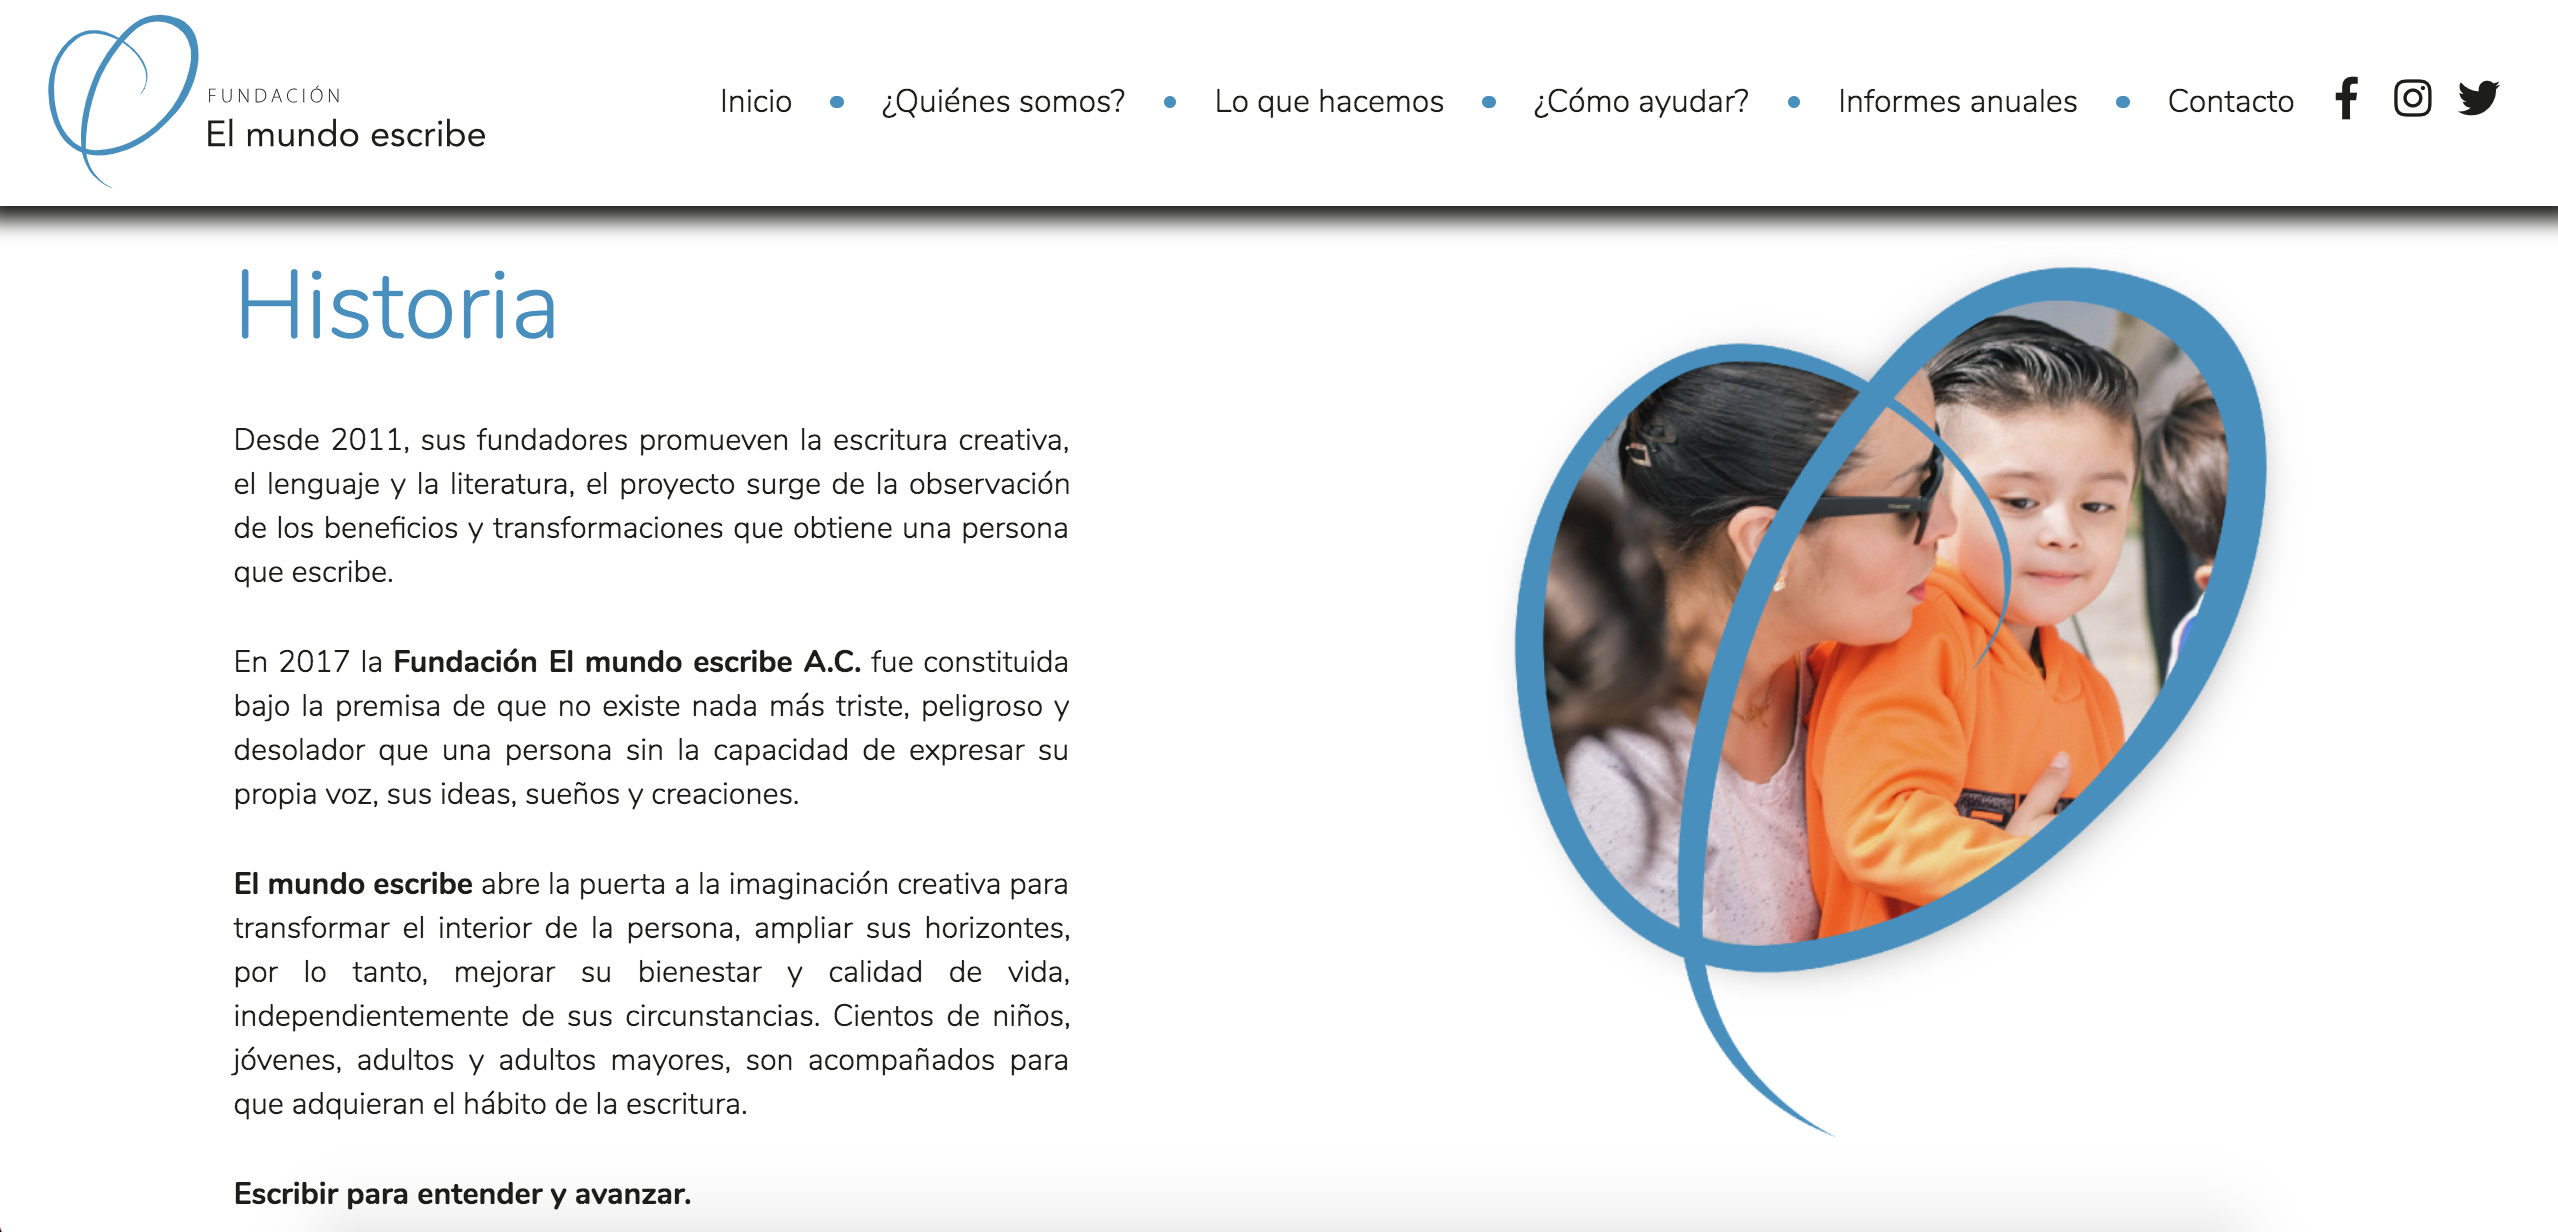 FUNDACIÓN
El mundo escribe
Inicio • ¿Quiénes somos? • Lo que hacemos • ¿Cómo ayudar? • Informes anuales • Contacto
Historia
Desde 2011, sus fundadores promueven la escritura creativa,
el lenguaje y la literatura, el proyecto surge de la observación
de los beneficios y transformaciones que obtiene una persona
que escribe.
En 2017 la Fundación El mundo escribe A.C. fue constituida
bajo la premisa de que no existe nada más triste, peligroso y
desolador que una persona sin la capacidad de expresar su
propia voz, sus ideas, sueños y creaciones.
El mundo escribe abre la puerta a la imaginación creativa para
transformar el interior de la persona, ampliar sus horizontes,
por lo tanto, mejorar su bienestar y calidad de vida,
independientemente de sus circunstancias. Cientos de niños,
jóvenes, adultos y adultos mayores, son acompañados para
que adquieran el hábito de la escritura.
Escribir para entender y avanzar.